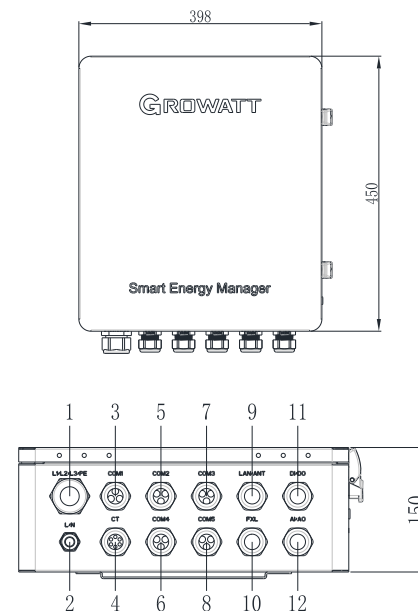 398
GROWATT
450
Smart Energy Manager
1 3 5 7 9 11
L1\L2\L3\PE COM1 COM2 COM3 LAN\ANT DI\DO
150
L\N CT COM4 COM5 PXL AI\AO
2 4 6 8 10 12